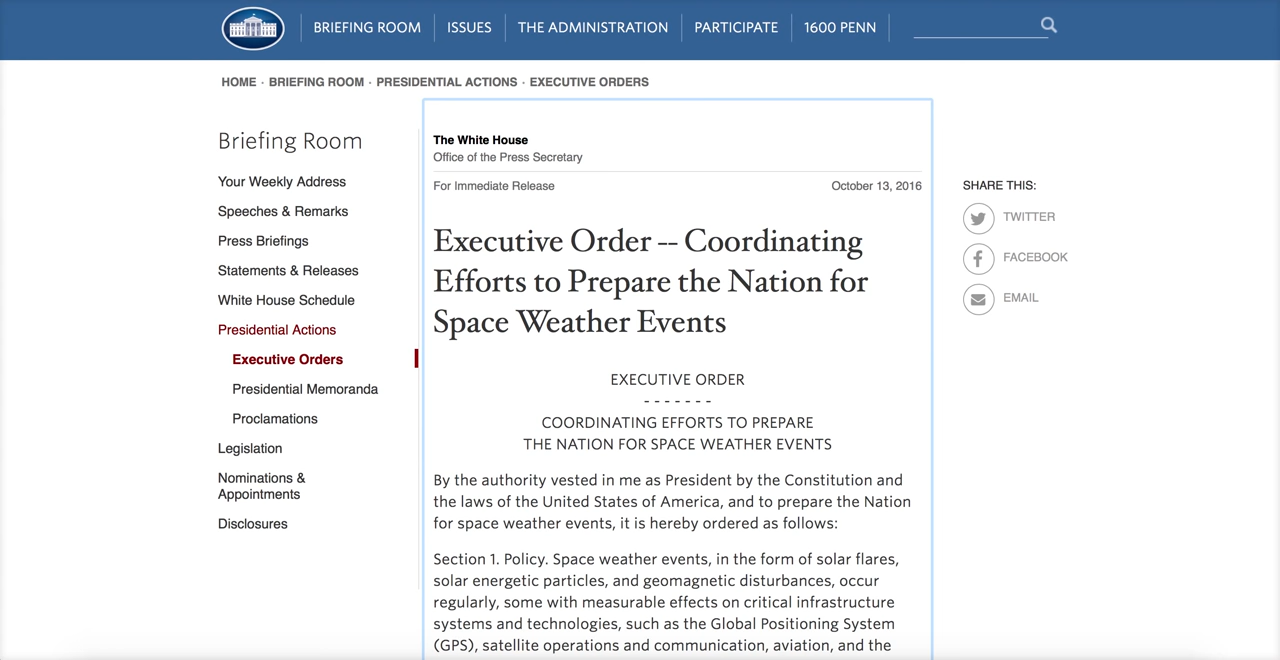 BRIEFING ROOM
ISSUES
THE ADMINISTRATION
PARTICIPATE
1600 PENN
HOME · BRIEFING ROOM · PRESIDENTIAL ACTIONS · EXECUTIVE ORDERS
Briefing Room
Your Weekly Address
Speeches & Remarks
Press Briefings
Statements & Releases
White House Schedule
Presidential Actions
Executive Orders
Presidential Memoranda
Proclamations
Legislation
Nominations &
Appointments
Disclosures
The White House
Office of the Press Secretary
For Immediate Release
October 13, 2016
Executive Order -- Coordinating
Efforts to Prepare the Nation for
Space Weather Events
EXECUTIVE ORDER
- - - - - - -
COORDINATING EFFORTS TO PREPARE
THE NATION FOR SPACE WEATHER EVENTS
By the authority vested in me as President by the Constitution and
the laws of the United States of America, and to prepare the Nation
for space weather events, it is hereby ordered as follows:
Section 1. Policy. Space weather events, in the form of solar flares,
solar energetic particles, and geomagnetic disturbances, occur
regularly, some with measurable effects on critical infrastructure
systems and technologies, such as the Global Positioning System
(GPS), satellite operations and communication, aviation, and the
SHARE THIS:
TWITTER
FACEBOOK
EMAIL